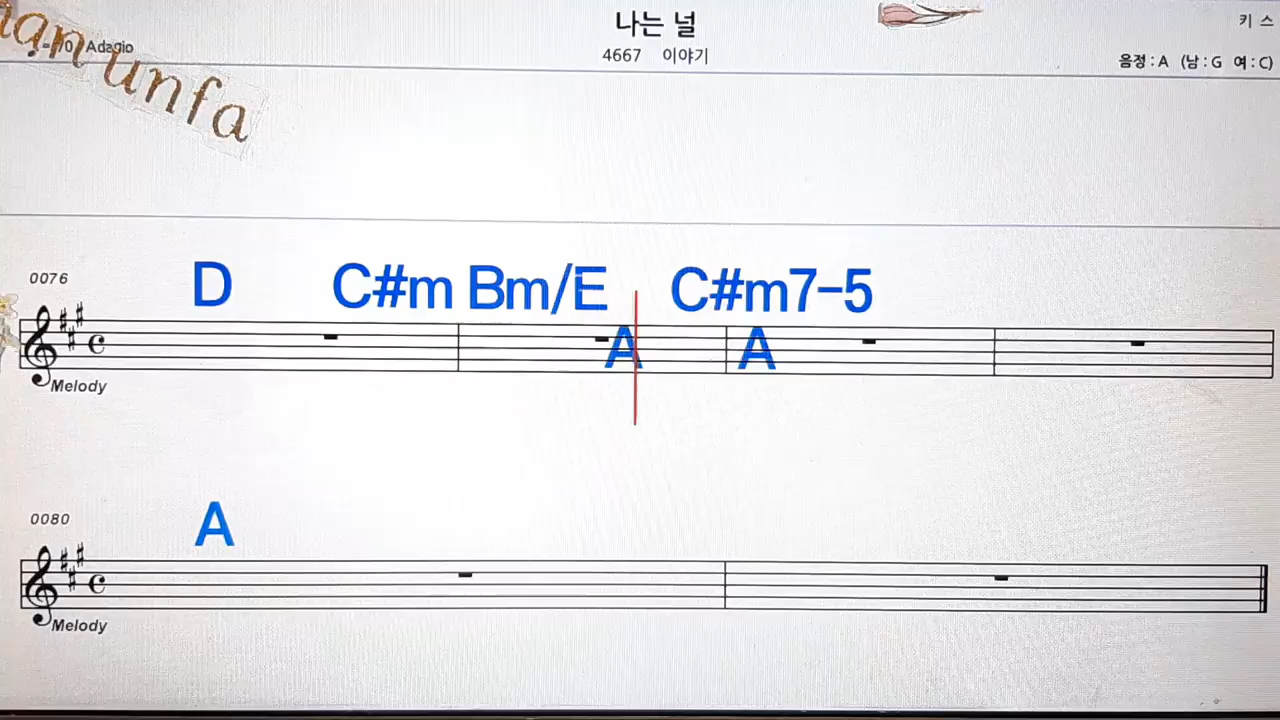 나는 널
키 스
Adagio
4667 이야기
음정 : A (남 : G 여 : C)
unfa
0076
D C#m Bm/E C#m7-5
A A
Melody
0080
A
Melody